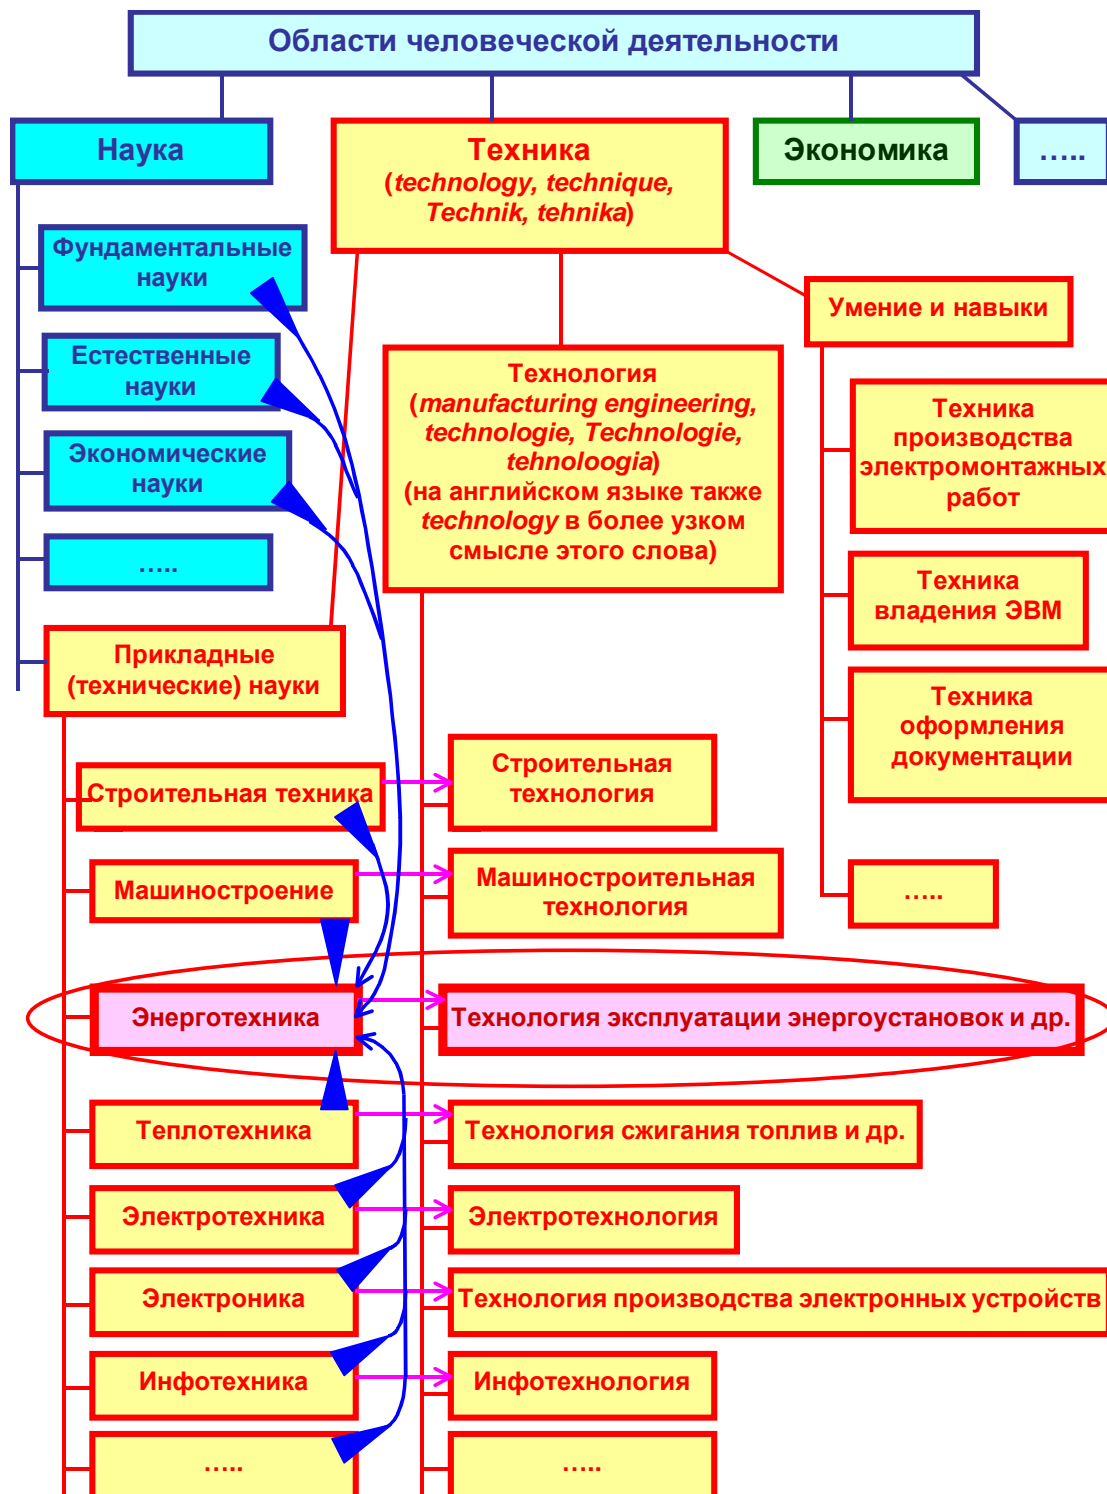 Области человеческой деятельности
Наука
Техника
(technology, technique,
Technik, tehnika)
Экономика
…..
Фундаментальные
науки
Естественные
науки
Экономические
науки
…..
Прикладные
(технические) науки
Технология
(manufacturing engineering,
technologie, Technologie,
tehnoloogia)
(на английском языке также
technology в более узком
смысле этого слова)
Умение и навыки
Техника
производства
электромонтажных
работ
Техника
владения ЭВМ
Техника
оформления
документации
…..
Строительная техника
Строительная
технология
Машиностроение
Машиностроительная
технология
Энерготехника
Технология эксплуатации энергоустановок и др.
Теплотехника
Технология сжигания топлив и др.
Электротехника
Электротехнология
Электроника
Технология производства электронных устройств
Инфотехника
Инфотехнология
…..
…..